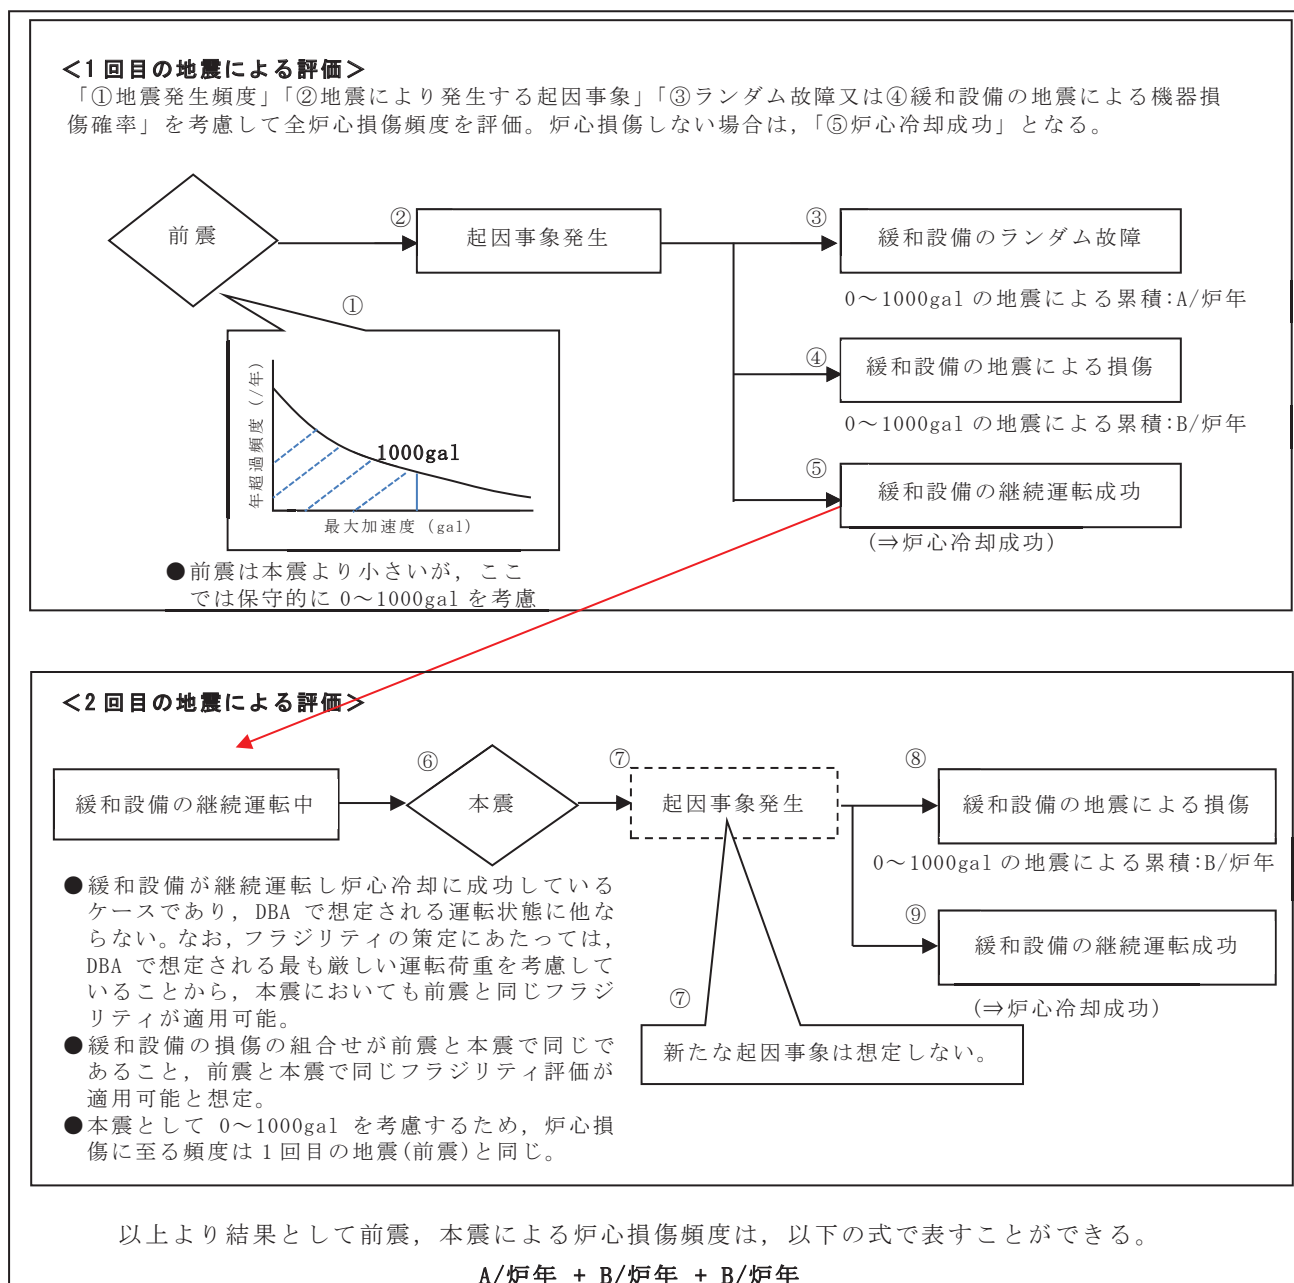 ＜1回目の地震による評価＞
「①地震発生頻度」「②地震により発生する起因事象」「③ランダム故障又は④緩和設備の地震による機器損
傷確率」を考慮して全炉心損傷頻度を評価。炉心損傷しない場合は，「⑤炉心冷却成功」となる。
前震
②
起因事象発生
③
緩和設備のランダム故障
0～1000gal の地震による累積：A/炉年
①
年超過頻度（/年）
1000gal
最大加速度（gal）
④
緩和設備の地震による損傷
0～1000gal の地震による累積：B/炉年
⑤
緩和設備の継続運転成功
（⇒炉心冷却成功）
●前震は本震より小さいが，ここ
では保守的に 0～1000gal を考慮
＜2回目の地震による評価＞
緩和設備の継続運転中
⑥
本震
⑦
起因事象発生
⑧
緩和設備の地震による損傷
0～1000gal の地震による累積：B/炉年
⑨
緩和設備の継続運転成功
（⇒炉心冷却成功）
⑦
新たな起因事象は想定しない。
●緩和設備が継続運転し炉心冷却に成功している
ケースであり，DBA で想定される運転状態に他な
らない。なお，フラジリティの策定にあたっては，
DBA で想定される最も厳しい運転荷重を考慮して
いることから，本震においても前震と同じフラジ
リティが適用可能。
●緩和設備の損傷の組合せが前震と本震で同じで
あること，前震と本震で同じフラジリティ評価が
適用可能と想定。
●本震として 0～1000gal を考慮するため，炉心損
傷に至る頻度は1回目の地震(前震)と同じ。
以上より結果として前震，本震による炉心損傷頻度は，以下の式で表すことができる。
A/炉年 + B/炉年 + B/炉年